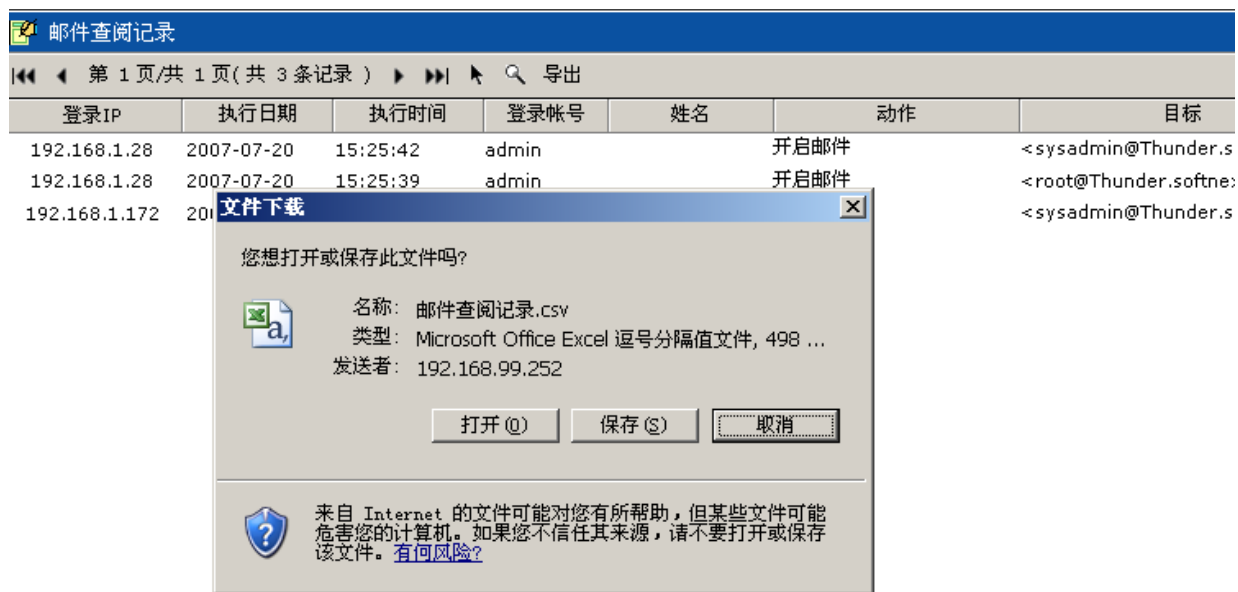 邮件查阅记录
第 1 页/共 1 页( 共 3 条记录 ) 导出
登录IP 执行日期 执行时间 登录帐号 姓名 动作 目标
192.168.1.28 2007-07-20 15:25:42 admin 开启邮件 <sysadmin@Thunder.s
192.168.1.28 2007-07-20 15:25:39 admin 开启邮件 <root@Thunder.softne
192.168.1.172 20 <sysadmin@Thunder.s
文件下载
您想打开或保存此文件吗?
名称: 邮件查阅记录.csv
类型: Microsoft Office Excel 逗号分隔值文件, 498 ...
发送者: 192.168.99.252
打开(O) 保存(S) 取消
来自 Internet 的文件可能对您有所帮助，但某些文件可能
危害您的计算机。如果您不信任其来源，请不要打开或保存
该文件。有何风险?